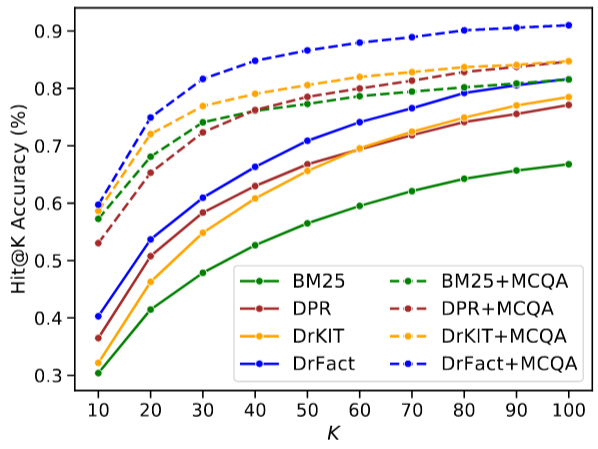 Hit@K Accuracy (%)
0.9
0.8
0.7
0.6
0.5
0.4
0.3
10 20 30 40 50 60 70 80 90 100
K
BM25
DPR
DrKIT
DrFact
BM25+MCQA
DPR+MCQA
DrKIT+MCQA
DrFact+MCQA